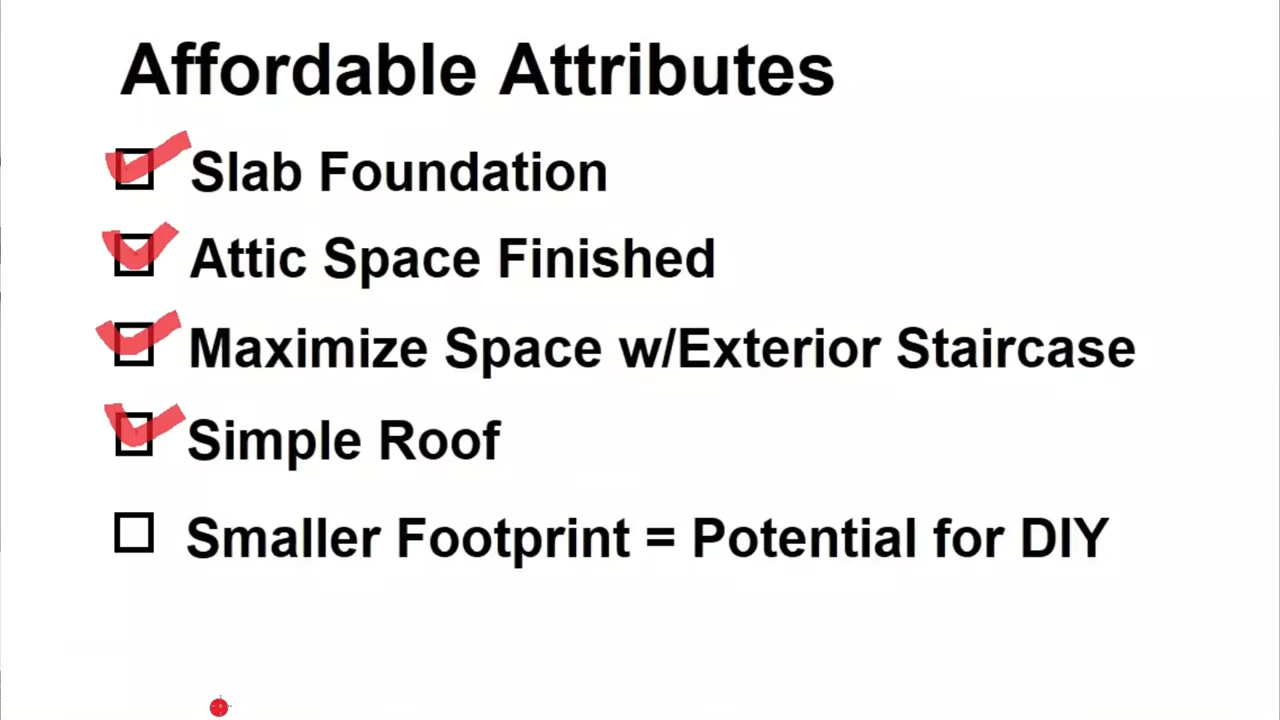 Affordable Attributes
Slab Foundation
Attic Space Finished
Maximize Space w/Exterior Staircase
Simple Roof
Smaller Footprint = Potential for DIY